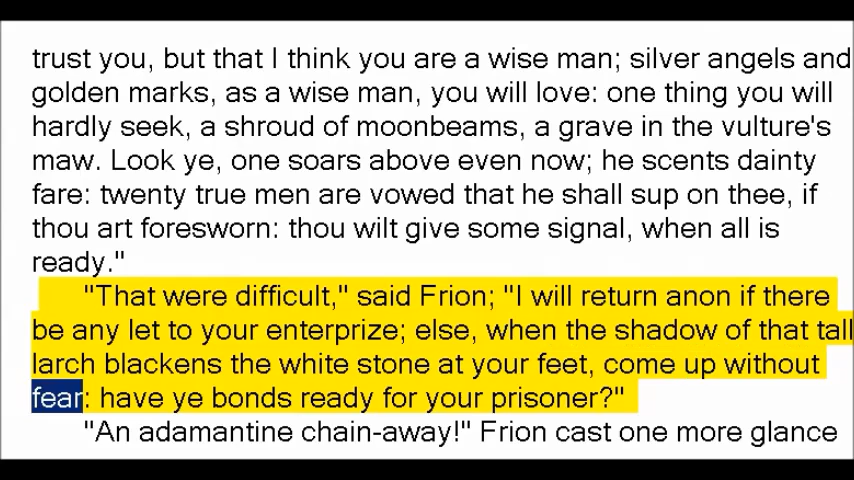 trust you, but that I think you are a wise man; silver angels and
golden marks, as a wise man, you will love: one thing you will
hardly seek, a shroud of moonbeams, a grave in the vulture's
maw. Look ye, one soars above even now; he scents dainty
fare: twenty true men are vowed that he shall sup on thee, if
thou art foresworn: thou wilt give some signal, when all is
ready."
"That were difficult," said Frion; "I will return anon if there
be any let to your enterprize; else, when the shadow of that tall
larch blackens the white stone at your feet, come up without
fear: have ye bonds ready for your prisoner?"
"An adamantine chain-away!" Frion cast one more glance